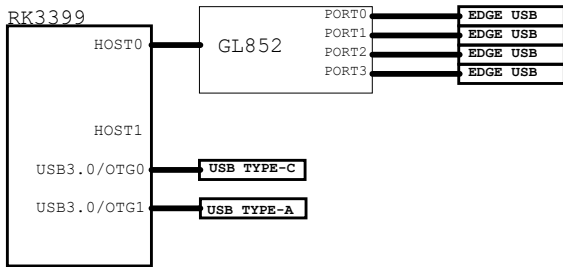 RK3399
HOST0
GL852
PORT0
EDGE USB
PORT1
EDGE USB
PORT2
EDGE USB
PORT3
EDGE USB
HOST1
USB3.0/OTG0
USB TYPE-C
USB3.0/OTG1
USB TYPE-A